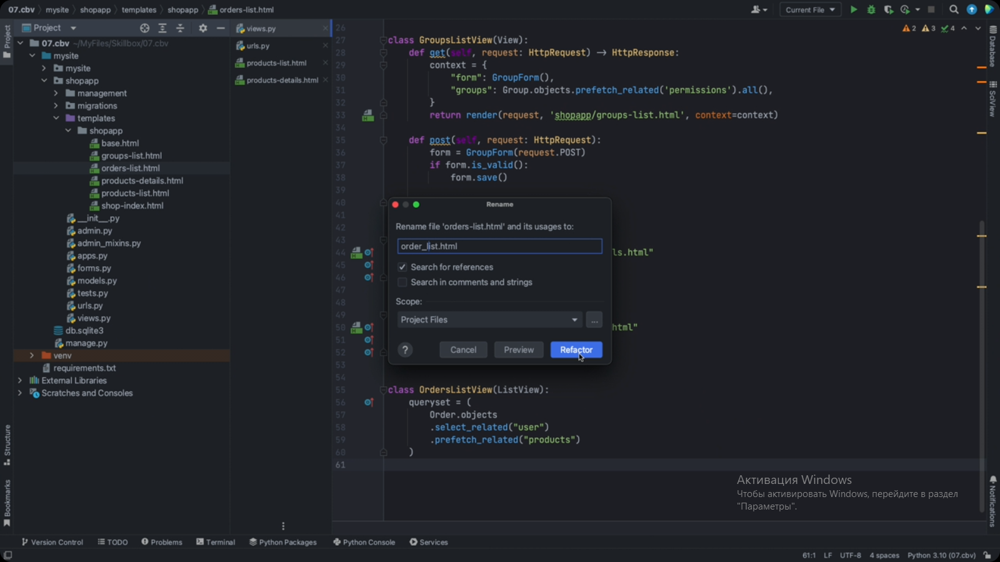 07.cbv mysite shopapp templates shopapp orders-list.html
Current File
Project
07.cbv ~/MyFiles/Skillbox/07.cbv
mysite
mysite
shopapp
management
migrations
templates
shopapp
base.html
groups-list.html
orders-list.html
products-details.html
products-list.html
shop-index.html
__init__.py
admin.py
admin_mixins.py
apps.py
forms.py
models.py
tests.py
urls.py
views.py
db.sqlite3
manage.py
venv
requirements.txt
External Libraries
Scratches and Consoles
Project
Structure
Bookmarks
views.py
urls.py
products-list.html
products-details.html
2 3 4
26
27 class GroupsListView(View):
28 def get(self, request: HttpRequest) → HttpResponse:
29 context = {
30 "form": GroupForm(),
31 "groups": Group.objects.prefetch_related('permissions').all(),
32 }
33 return render(request, 'shopapp/groups-list.html', context=context)
34
35 def post(self, request: HttpRequest):
36 form = GroupForm(request.POST)
37 if form.is_valid():
38 form.save()
39
40
41
42
43
44 ls.html"
45
46
47
48
49
50 html"
51
52
53
54
55 class OrdersListView(ListView):
56 queryset = (
57 Order.objects
58 .select_related("user")
59 .prefetch_related("products")
60 )
61
Rename
Rename file 'orders-list.html' and its usages to:
order_list.html
Search for references
Search in comments and strings
Scope:
Project Files
...
? Cancel Preview Refactor
Database
SciView
Notifications
Активация Windows
Чтобы активировать Windows, перейдите в раздел
"Параметры".
Version Control TODO Problems Terminal Python Packages Python Console Services
61:1 LF UTF-8 4 spaces Python 3.10 (07.cbv)